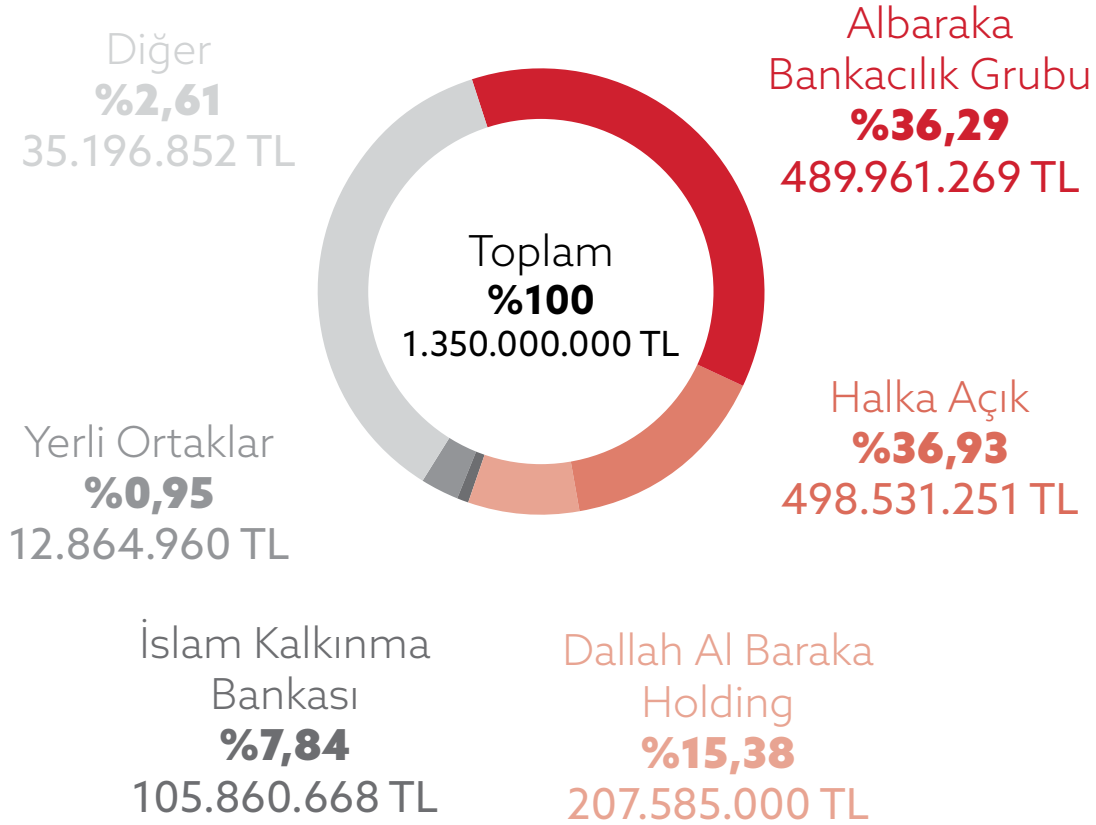 Diğer
%2,61
35.196.852 TL
Albaraka
Bankacılık Grubu
%36,29
489.961.269 TL
Toplam
%100
1.350.000.000 TL
Halka Açık
%36,93
498.531.251 TL
Yerli Ortaklar
%0,95
12.864.960 TL
İslam Kalkınma
Bankası
%7,84
105.860.668 TL
Dallah Al Baraka
Holding
%15,38
207.585.000 TL